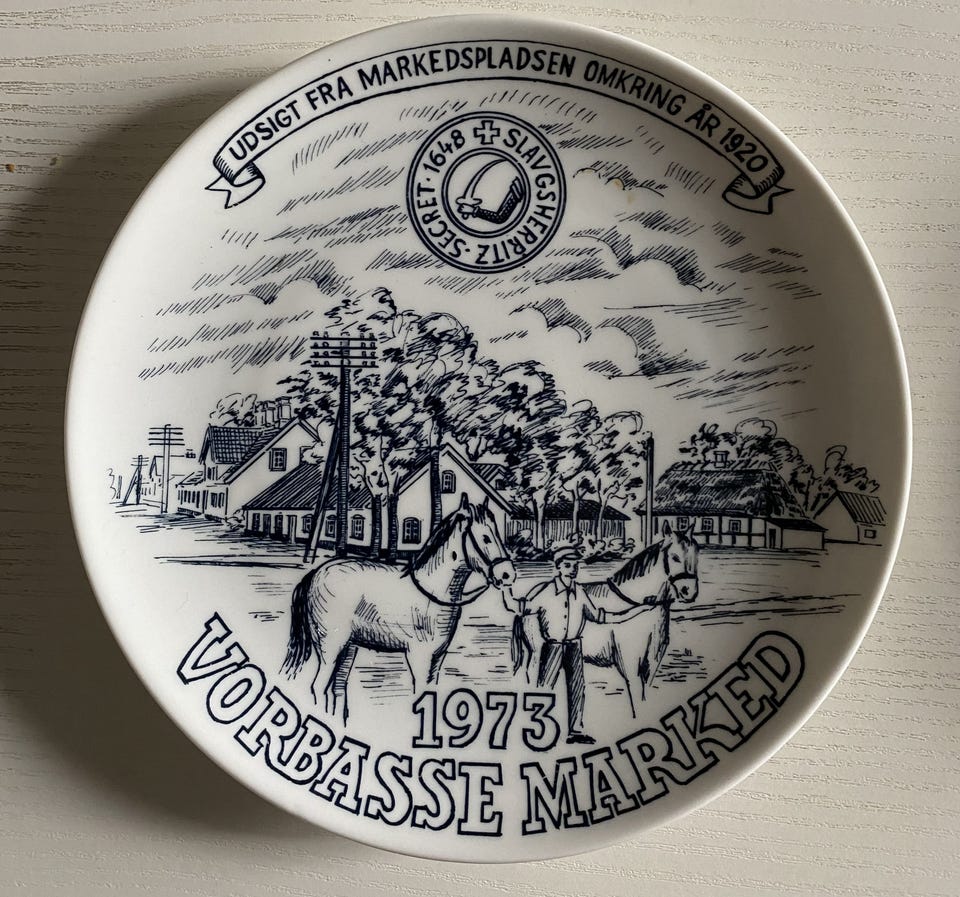 UDSIGT FRA MARKEDSPLADSEN OMKRING ÅR 1920
SECRET · 1648 ✚ SLAVGSHERRITZ ·
1973
VORBASSE MARKED